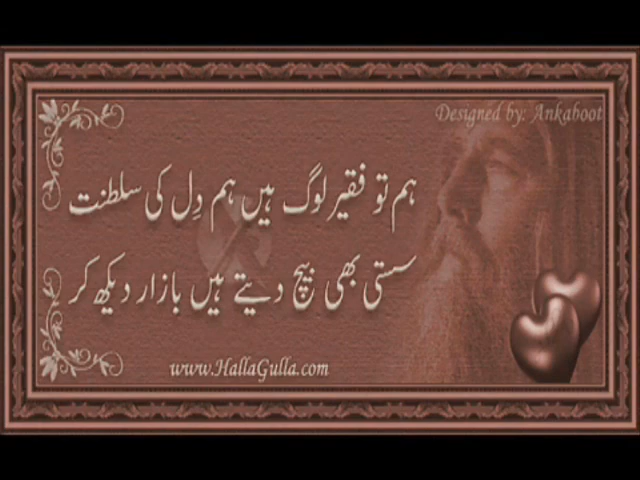 Designed by: Ankaboot
ہم تو فقیر لوگ ہیں ہم دِل کی سلطنت
سستی بھی بیچ دیتے ہیں بازار دیکھ کر
www.HallaGulla.com